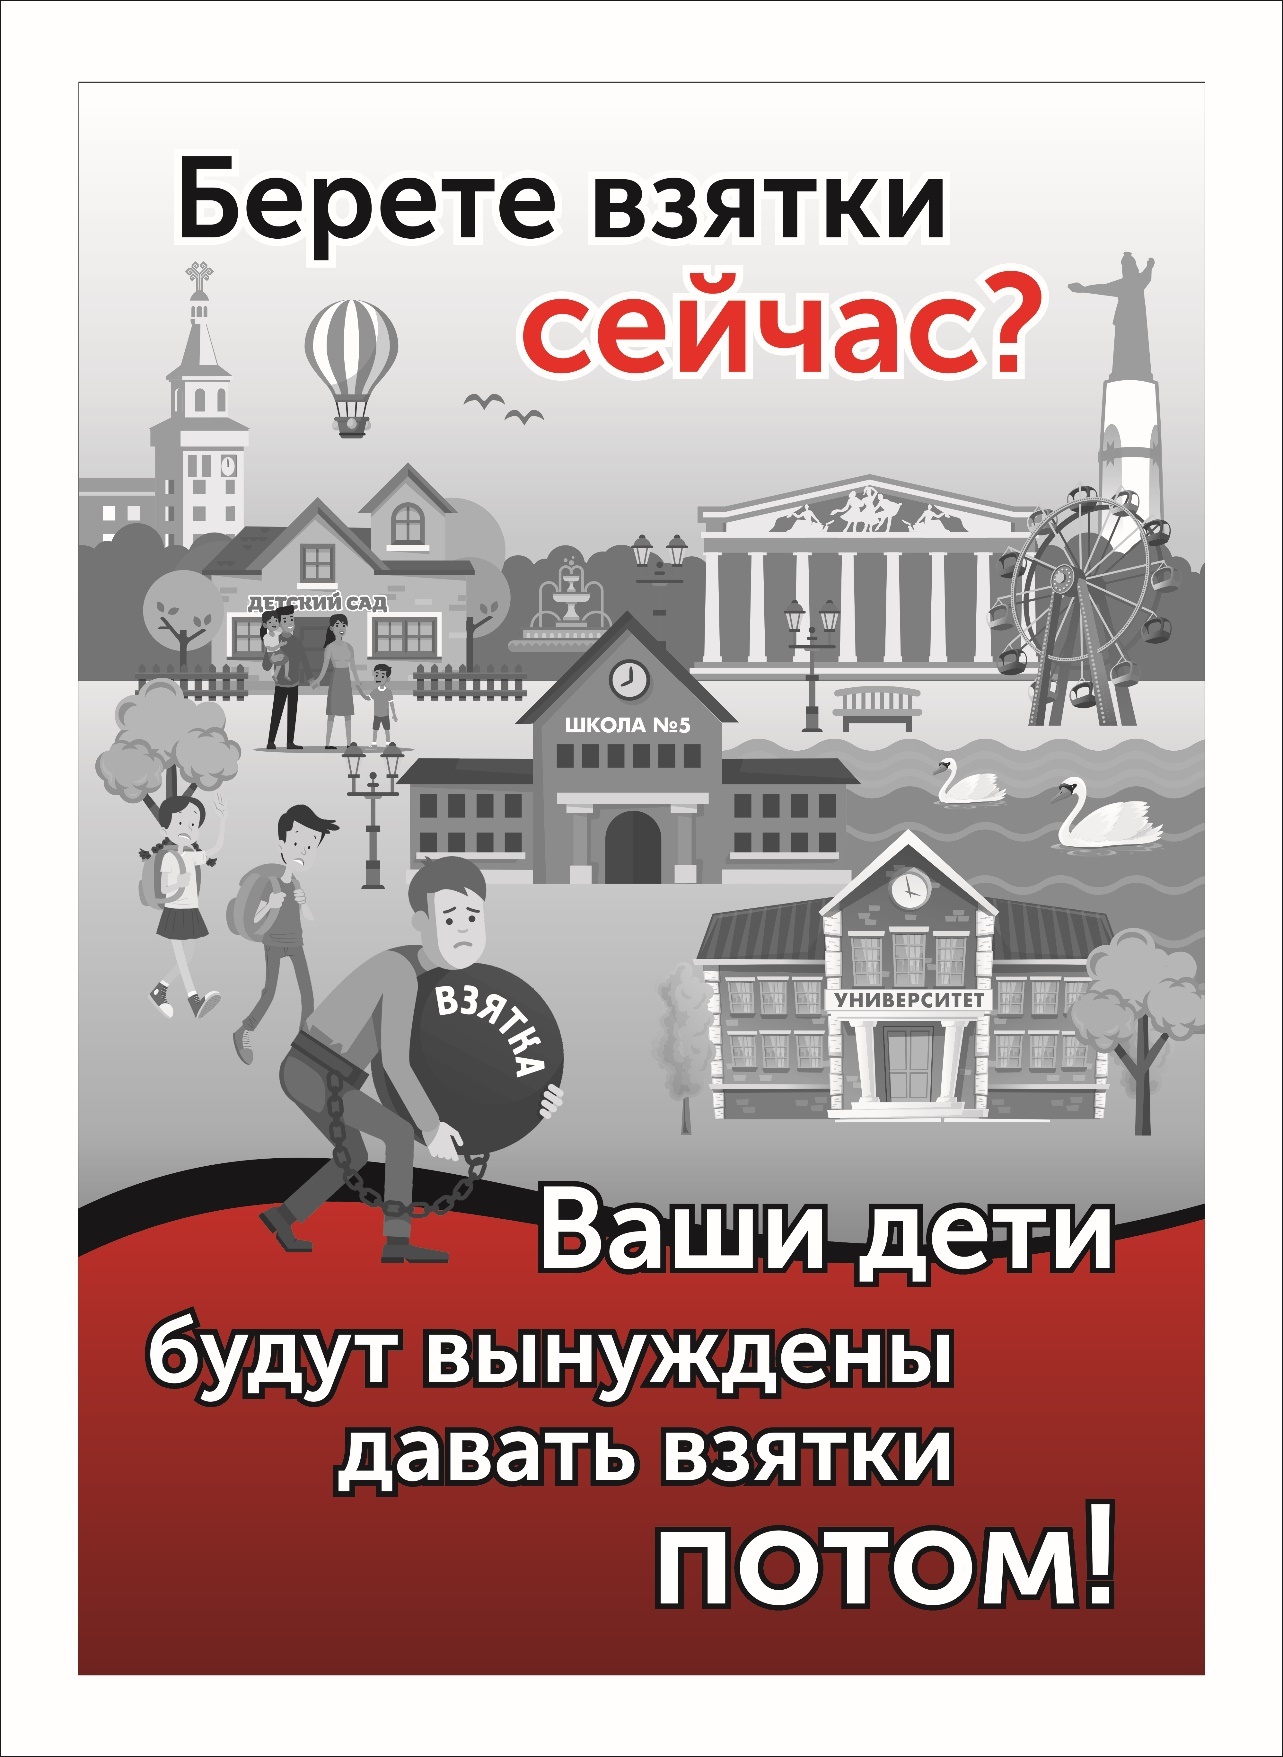 Берете взятки
сейчас?
ДЕТСКИЙ САД
ШКОЛА №5
ВЗЯТКА
УНИВЕРСИТЕТ
Ваши дети
будут вынуждены
давать взятки
потом!